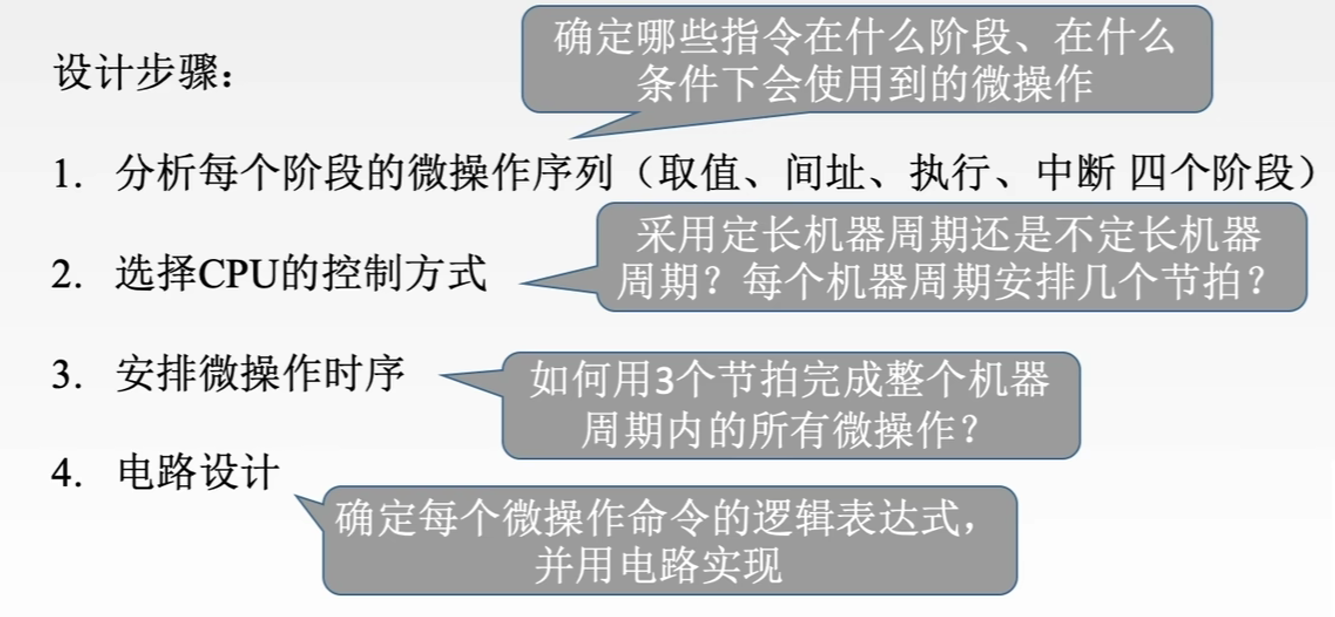 确定哪些指令在什么阶段、在什么
条件下会使用到的微操作
设计步骤：
1. 分析每个阶段的微操作序列（取值、间址、执行、中断 四个阶段）
采用定长机器周期还是不定长机器
周期？每个机器周期安排几个节拍？
2. 选择CPU的控制方式
3. 安排微操作时序
如何用3个节拍完成整个机器
周期内的所有微操作？
4. 电路设计
确定每个微操作命令的逻辑表达式，
并用电路实现